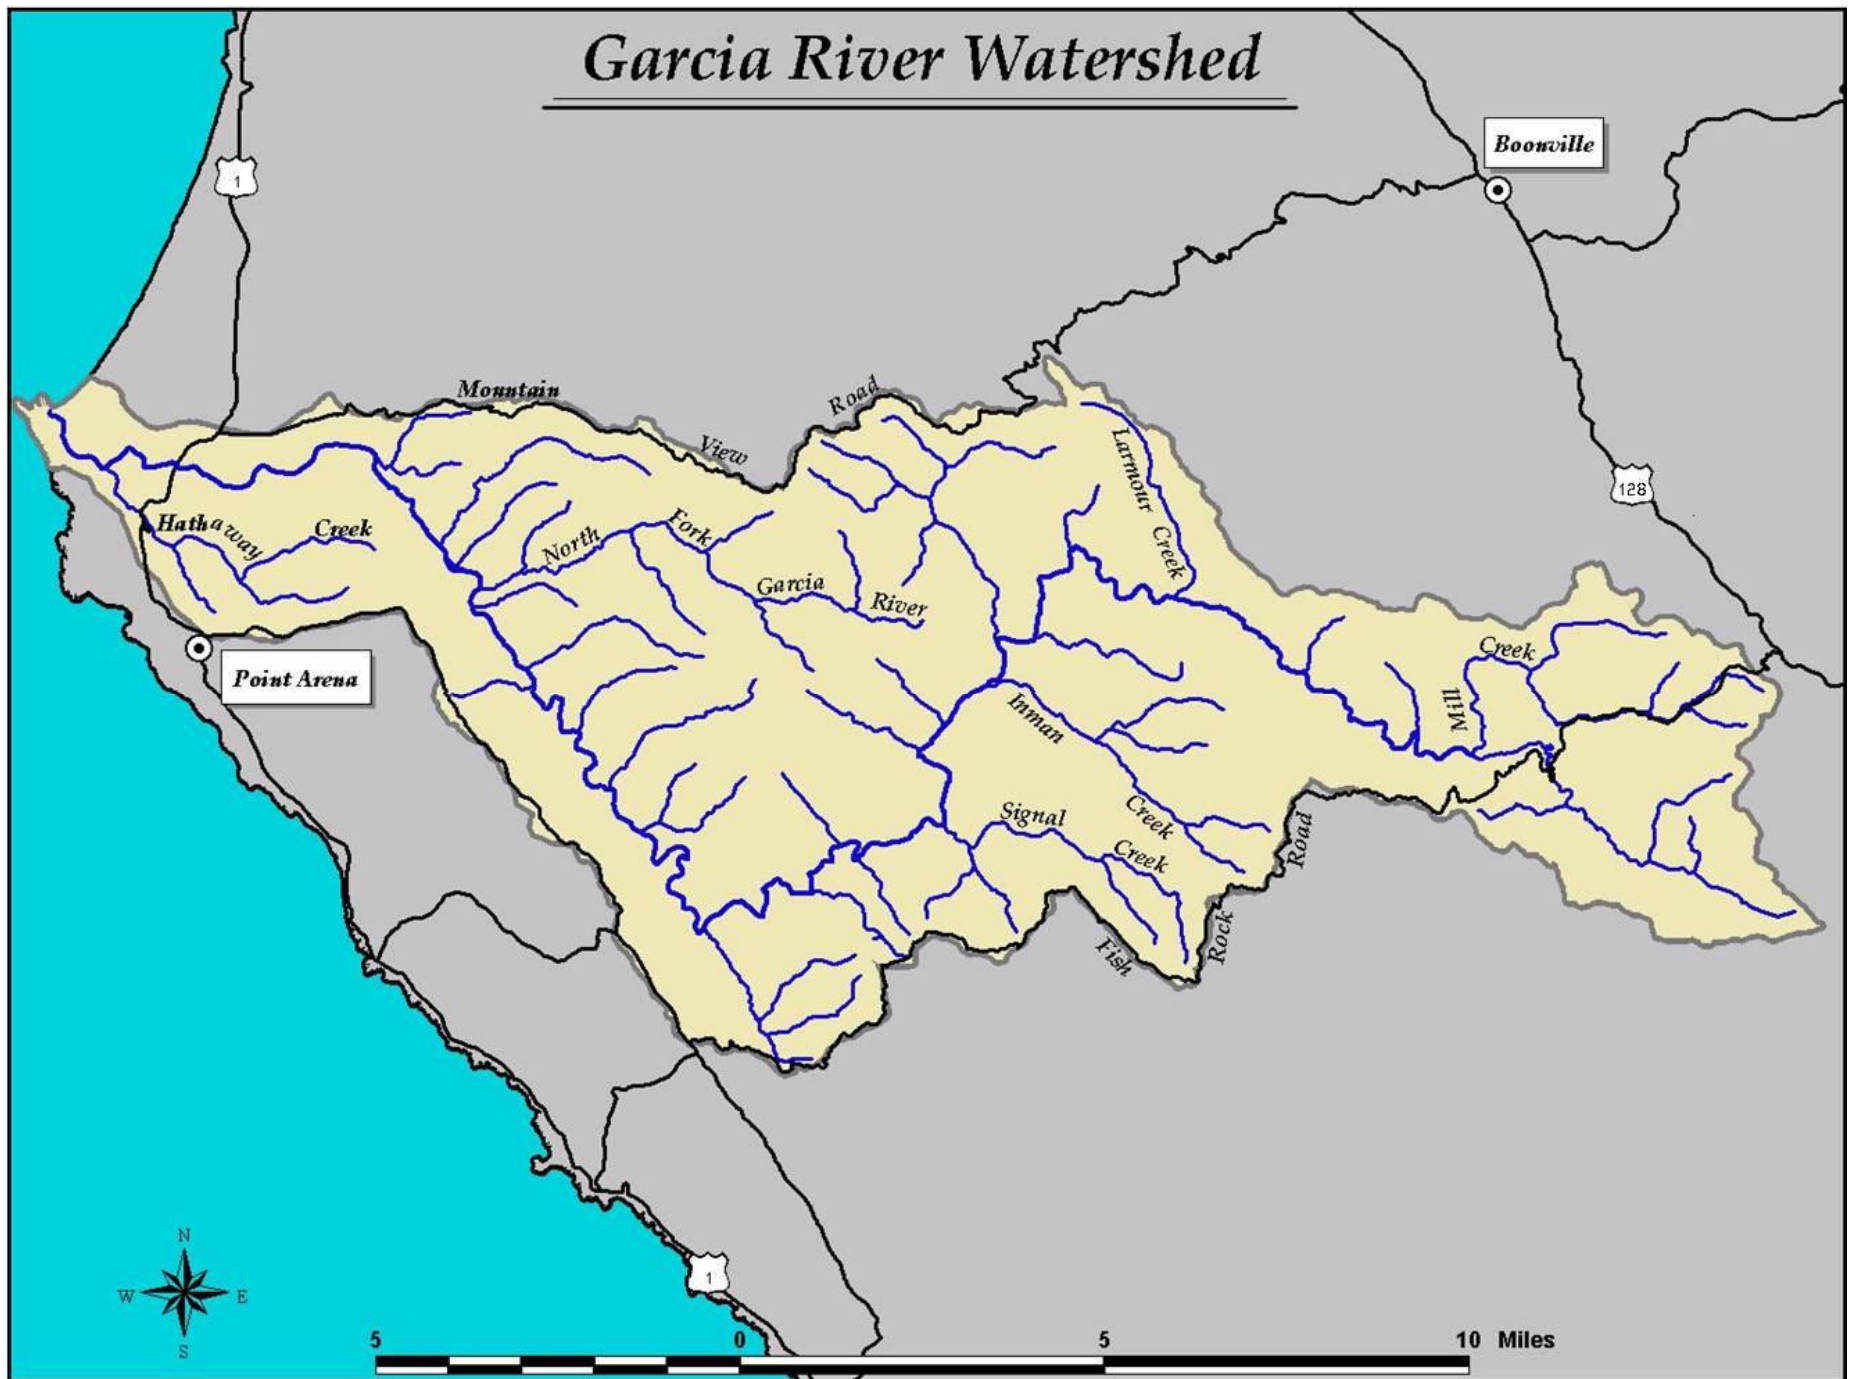 Garcia River Watershed
Boonville
1
Mountain
View
Road
Larmour
Creek
128
Hathaway
Creek
North
Fork
Garcia
River
Point Arena
Creek
Mill
Inman
Creek
Signal
Creek
Fish
Rock
Road
N
W E
S
1
5 0 5 10 Miles